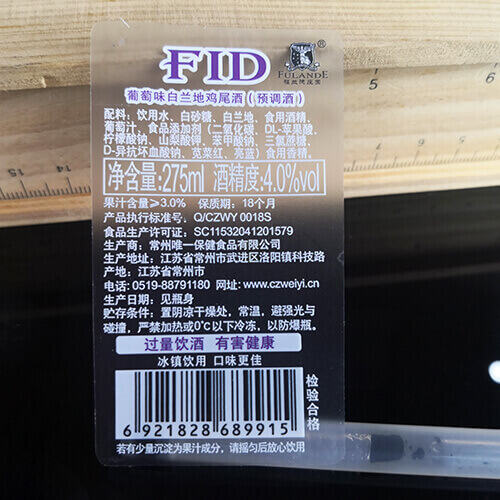 FID
®
FULANDE
葡萄味白兰地鸡尾酒(预调酒)
配料:饮用水、白砂糖、白兰地、食用酒精、
葡萄汁、食品添加剂(二氧化碳、DL-苹果酸、
柠檬酸钠、山梨酸钾、苯甲酸钠、三氯蔗糖、
D-异抗坏血酸钠、苋菜红、亮蓝)食用香精。
净含量:275ml 酒精度:4.0%vol
果汁含量≥3.0% 保质期:18个月
产品执行标准号:Q/CZWY 0018S
食品生产许可证:SC11532041201579
生产商:常州唯一保健食品有限公司
生产地址:江苏省常州市武进区洛阳镇科技路
产地:江苏省常州市
电话:0519-88791180 网址:www.czweiyi.cn
生产日期:见瓶身
贮存条件:置阴凉干燥处,常温,避强光与
碰撞,严禁加热或0℃以下冷冻,以防爆瓶。
过量饮酒 有害健康
冰镇饮用 口味更佳
检验合格
6 921828 689915
若有少量沉淀为果汁成分,请摇匀后放心饮用
5
6
7
15
14
13
12